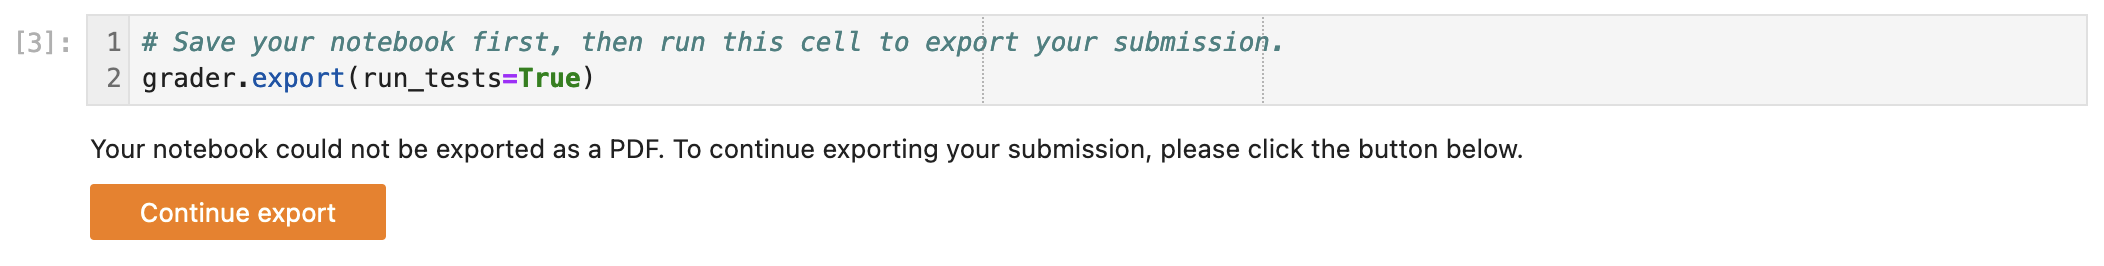 [3]: 1 # Save your notebook first, then run this cell to export your submission.
2 grader.export(run_tests=True)
Your notebook could not be exported as a PDF. To continue exporting your submission, please click the button below.
Continue export